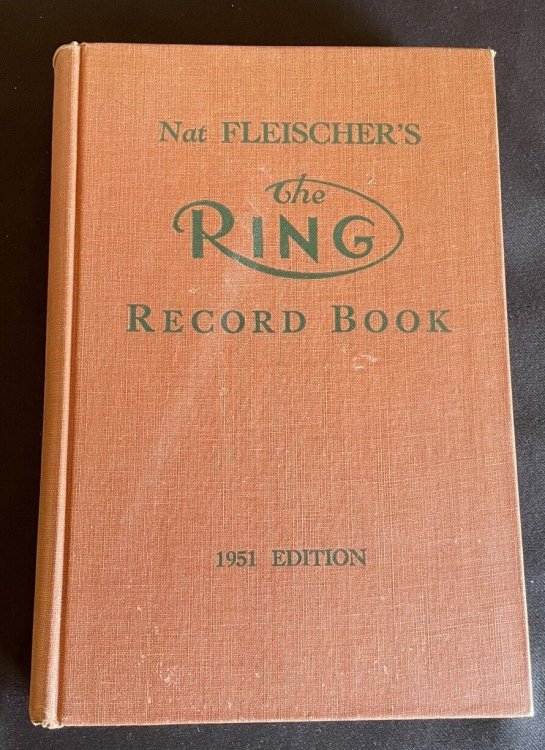 Nat FLEISCHER'S
The
RING
RECORD BOOK
1951 EDITION